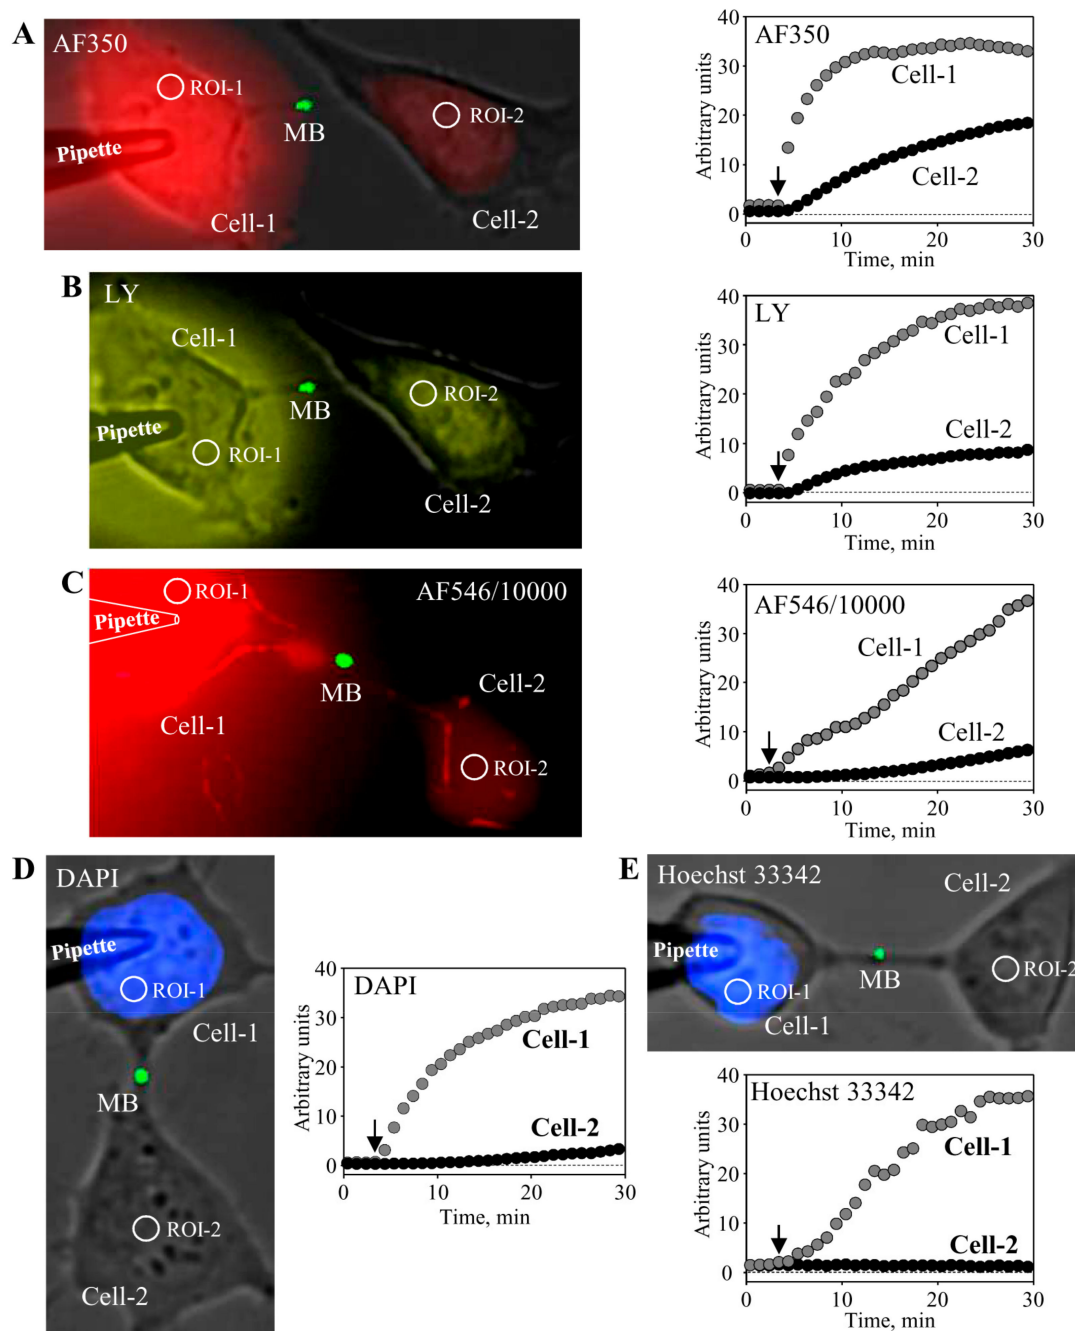 A
AF350
ROI-1
MB
ROI-2
Pipette
Cell-1
Cell-2
AF350
Cell-1
Cell-2
Arbitrary units
40
30
20
10
0
0 10 20 30
Time, min
B
LY
Cell-1
ROI-2
MB
Pipette
ROI-1
Cell-2
LY
Cell-1
Cell-2
Arbitrary units
40
30
20
10
0
0 10 20 30
Time, min
C
ROI-1
AF546/10000
Pipette
MB
Cell-2
Cell-1
ROI-2
AF546/10000
Cell-1
Cell-2
Arbitrary units
40
30
20
10
0
0 10 20 30
Time, min
D
DAPI
Pipette
ROI-1
Cell-1
MB
ROI-2
Cell-2
DAPI
Cell-1
Cell-2
Arbitrary units
40
30
20
10
0
0 10 20 30
Time, min
E
Hoechst 33342
Cell-2
Pipette
MB
ROI-2
ROI-1
Cell-1
Hoechst 33342
Cell-1
Cell-2
Arbitrary units
40
30
20
10
0
0 10 20 30
Time, min